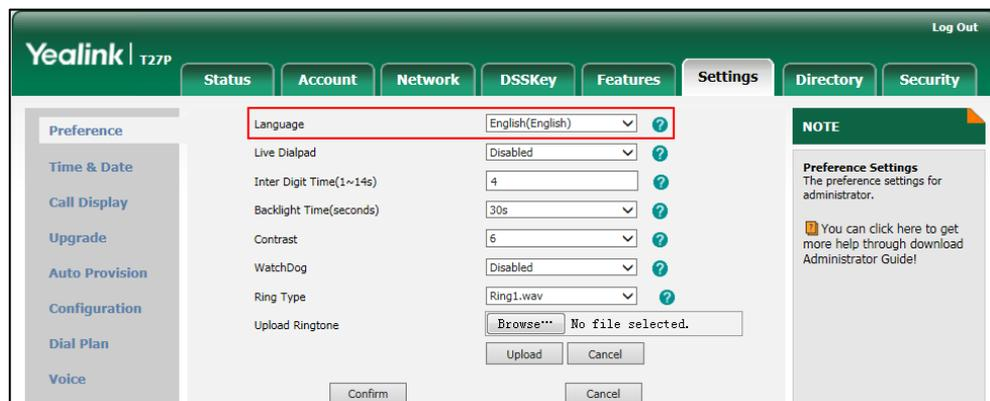 Log Out
Yealink | T27P
Status Account Network DSSKey Features Settings Directory Security
Preference
Time & Date
Call Display
Upgrade
Auto Provision
Configuration
Dial Plan
Voice
Language English(English) ?
Live Dialpad Disabled ?
Inter Digit Time(1~14s) 4 ?
Backlight Time(seconds) 30s ?
Contrast 6 ?
WatchDog Disabled ?
Ring Type Ring1.wav ?
Upload Ringtone Browse··· No file selected.
Upload Cancel
Confirm Cancel
NOTE
Preference Settings
The preference settings for
administrator.
? You can click here to get
more help through download
Administrator Guide!